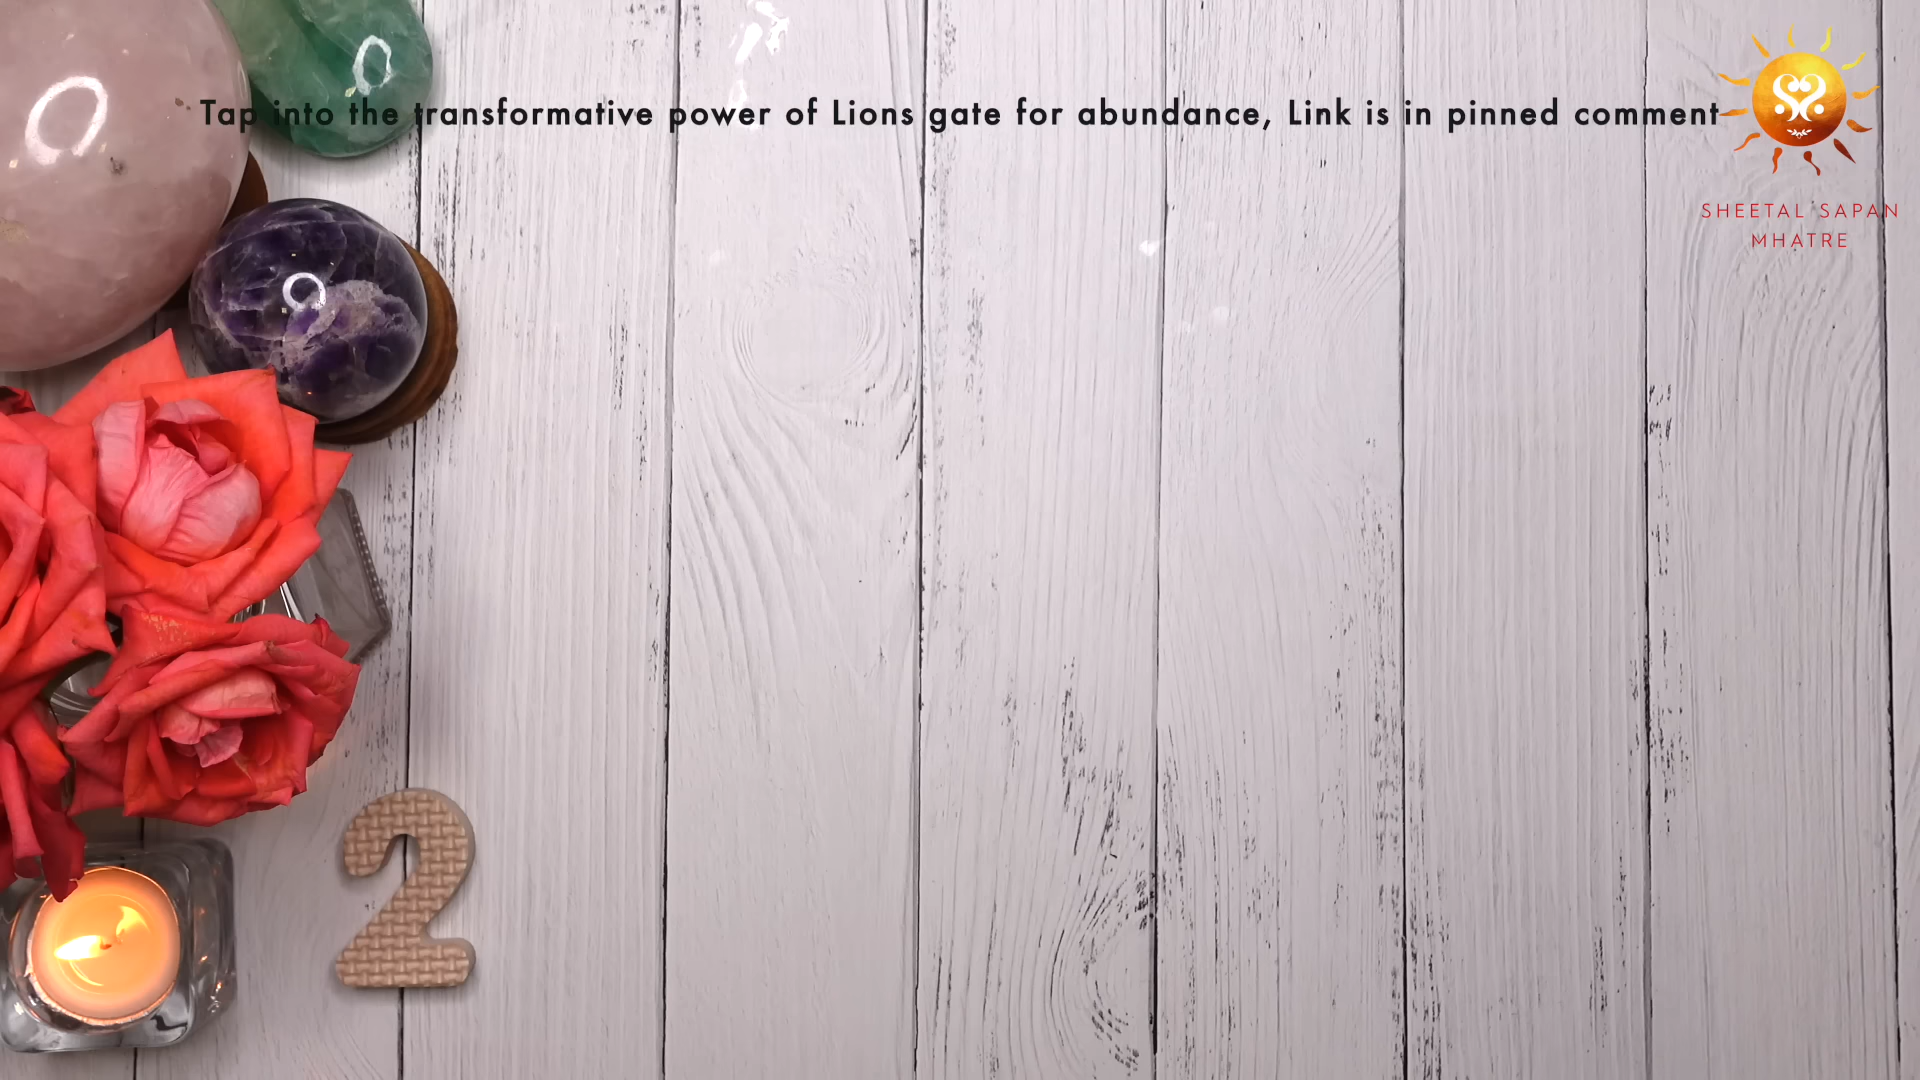 Tap into the transformative power of Lions gate for abundance, Link is in pinned comment
SHEETAL SAPAN
MHATRE
2